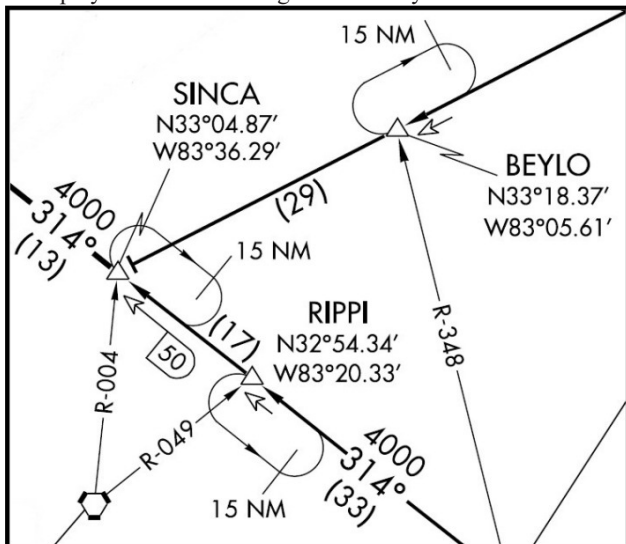 15 NM
SINCA
N33°04.87'
W83°36.29'
BEYLO
N33°18.37'
W83°05.61'
4000
314°
(13)
(29)
15 NM
RIPPI
N32°54.34'
W83°20.33'
(17)
50
R-348
R-004
R-049
4000
314°
(33)
15 NM